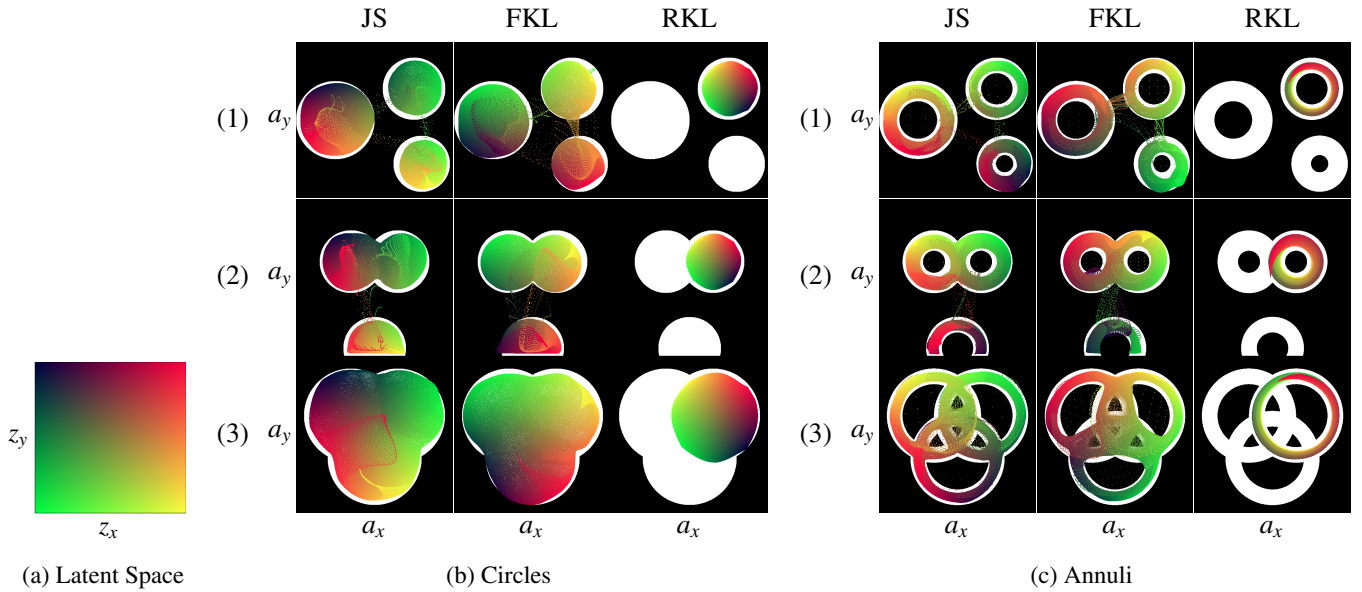 JS FKL RKL JS FKL RKL
(1) a_y (1) a_y
(2) a_y (2) a_y
z_y (3) a_y (3) a_y
z_x a_x a_x a_x a_x a_x a_x
(a) Latent Space (b) Circles (c) Annuli